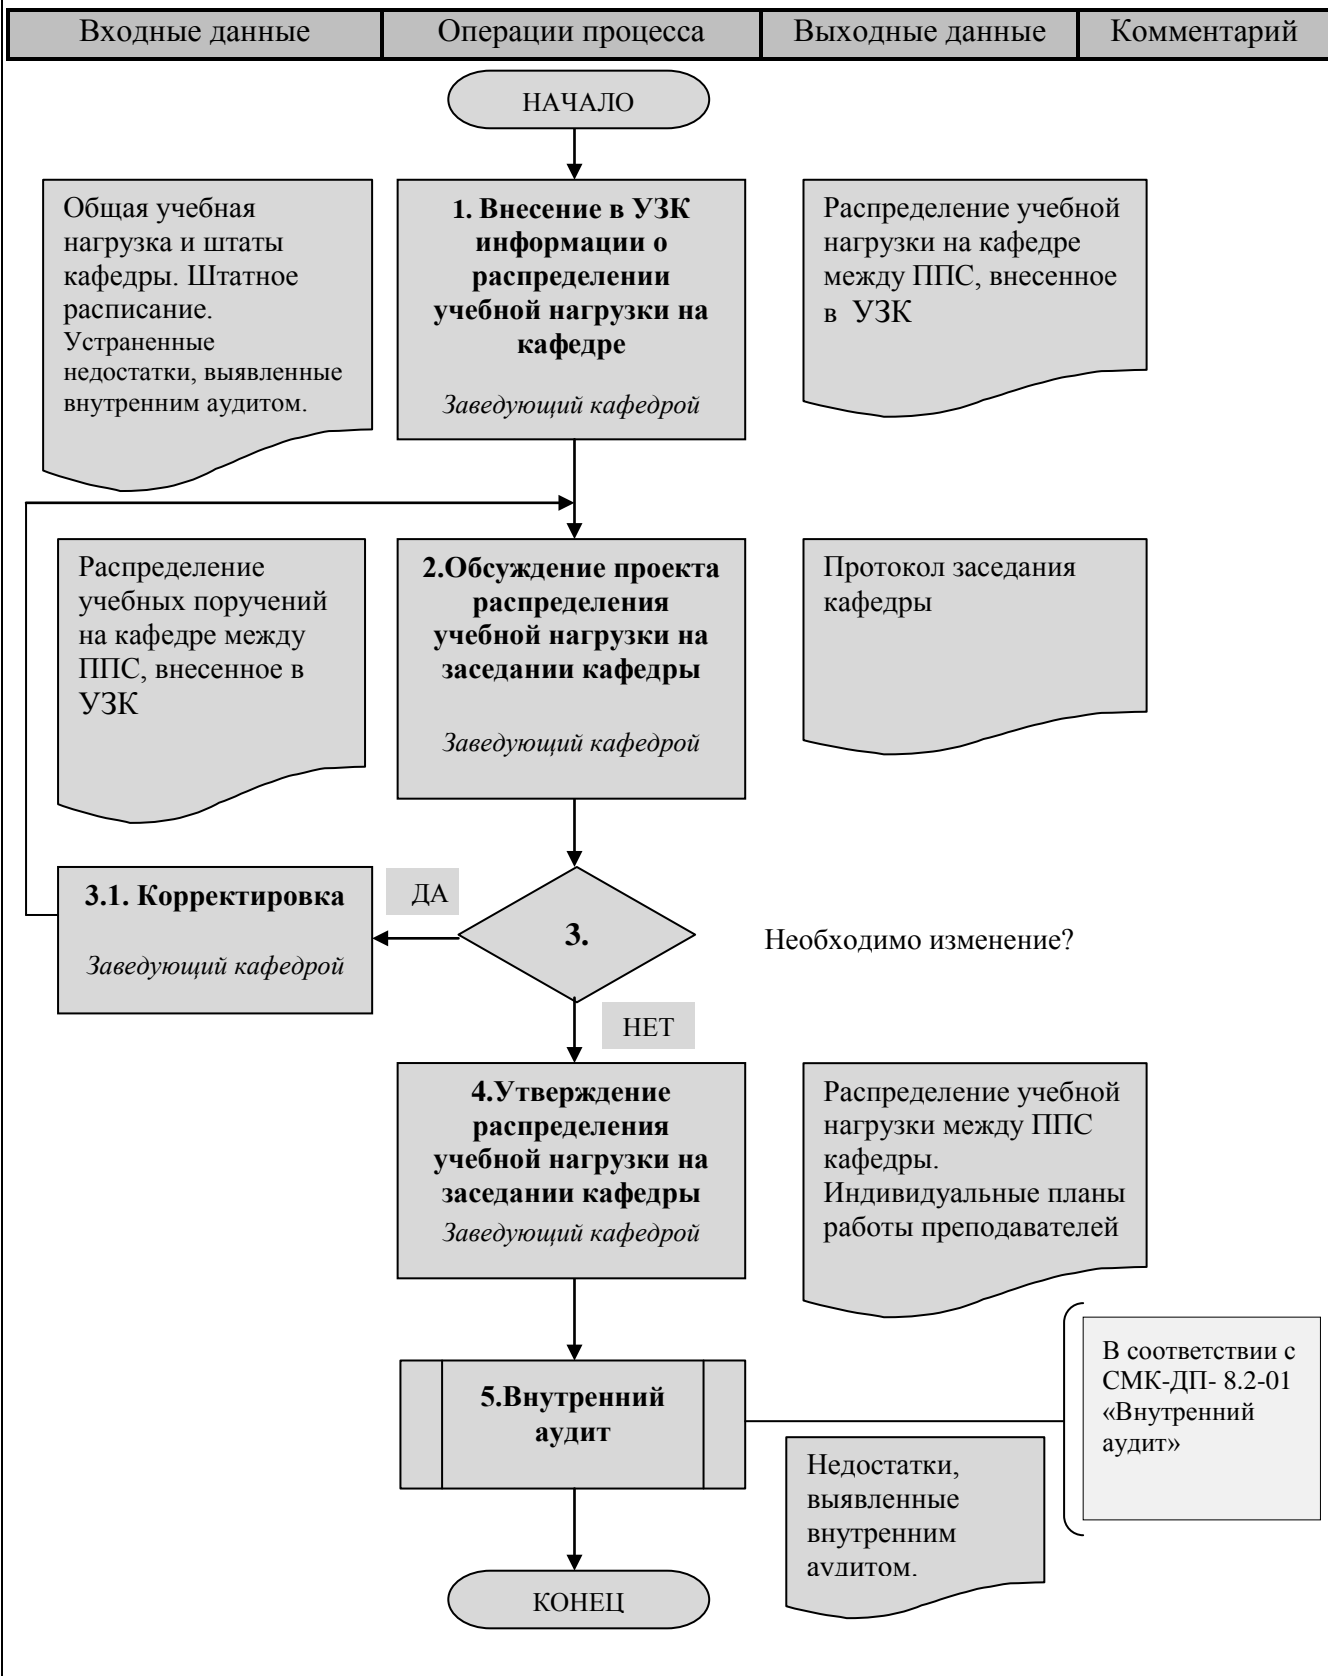 Входные данные
Операции процесса
Выходные данные
Комментарий
НАЧАЛО
Общая учебная
нагрузка и штаты
кафедры. Штатное
расписание.
Устраненные
недостатки, выявленные
внутренним аудитом.
1. Внесение в УЗК
информации о
распределении
учебной нагрузки на
кафедре
Заведующий кафедрой
Распределение учебной
нагрузки на кафедре
между ППС, внесенное
в УЗК
Распределение
учебных поручений
на кафедре между
ППС, внесенное в
УЗК
2.Обсуждение проекта
распределения
учебной нагрузки на
заседании кафедры
Заведующий кафедрой
Протокол заседания
кафедры
3.1. Корректировка
Заведующий кафедрой
ДА
3.
Необходимо изменение?
НЕТ
4.Утверждение
распределения
учебной нагрузки на
заседании кафедры
Заведующий кафедрой
Распределение учебной
нагрузки между ППС
кафедры.
Индивидуальные планы
работы преподавателей
5.Внутренний
аудит
В соответствии с
СМК-ДП- 8.2-01
«Внутренний
аудит»
Недостатки,
выявленные
внутренним
аудитом.
КОНЕЦ